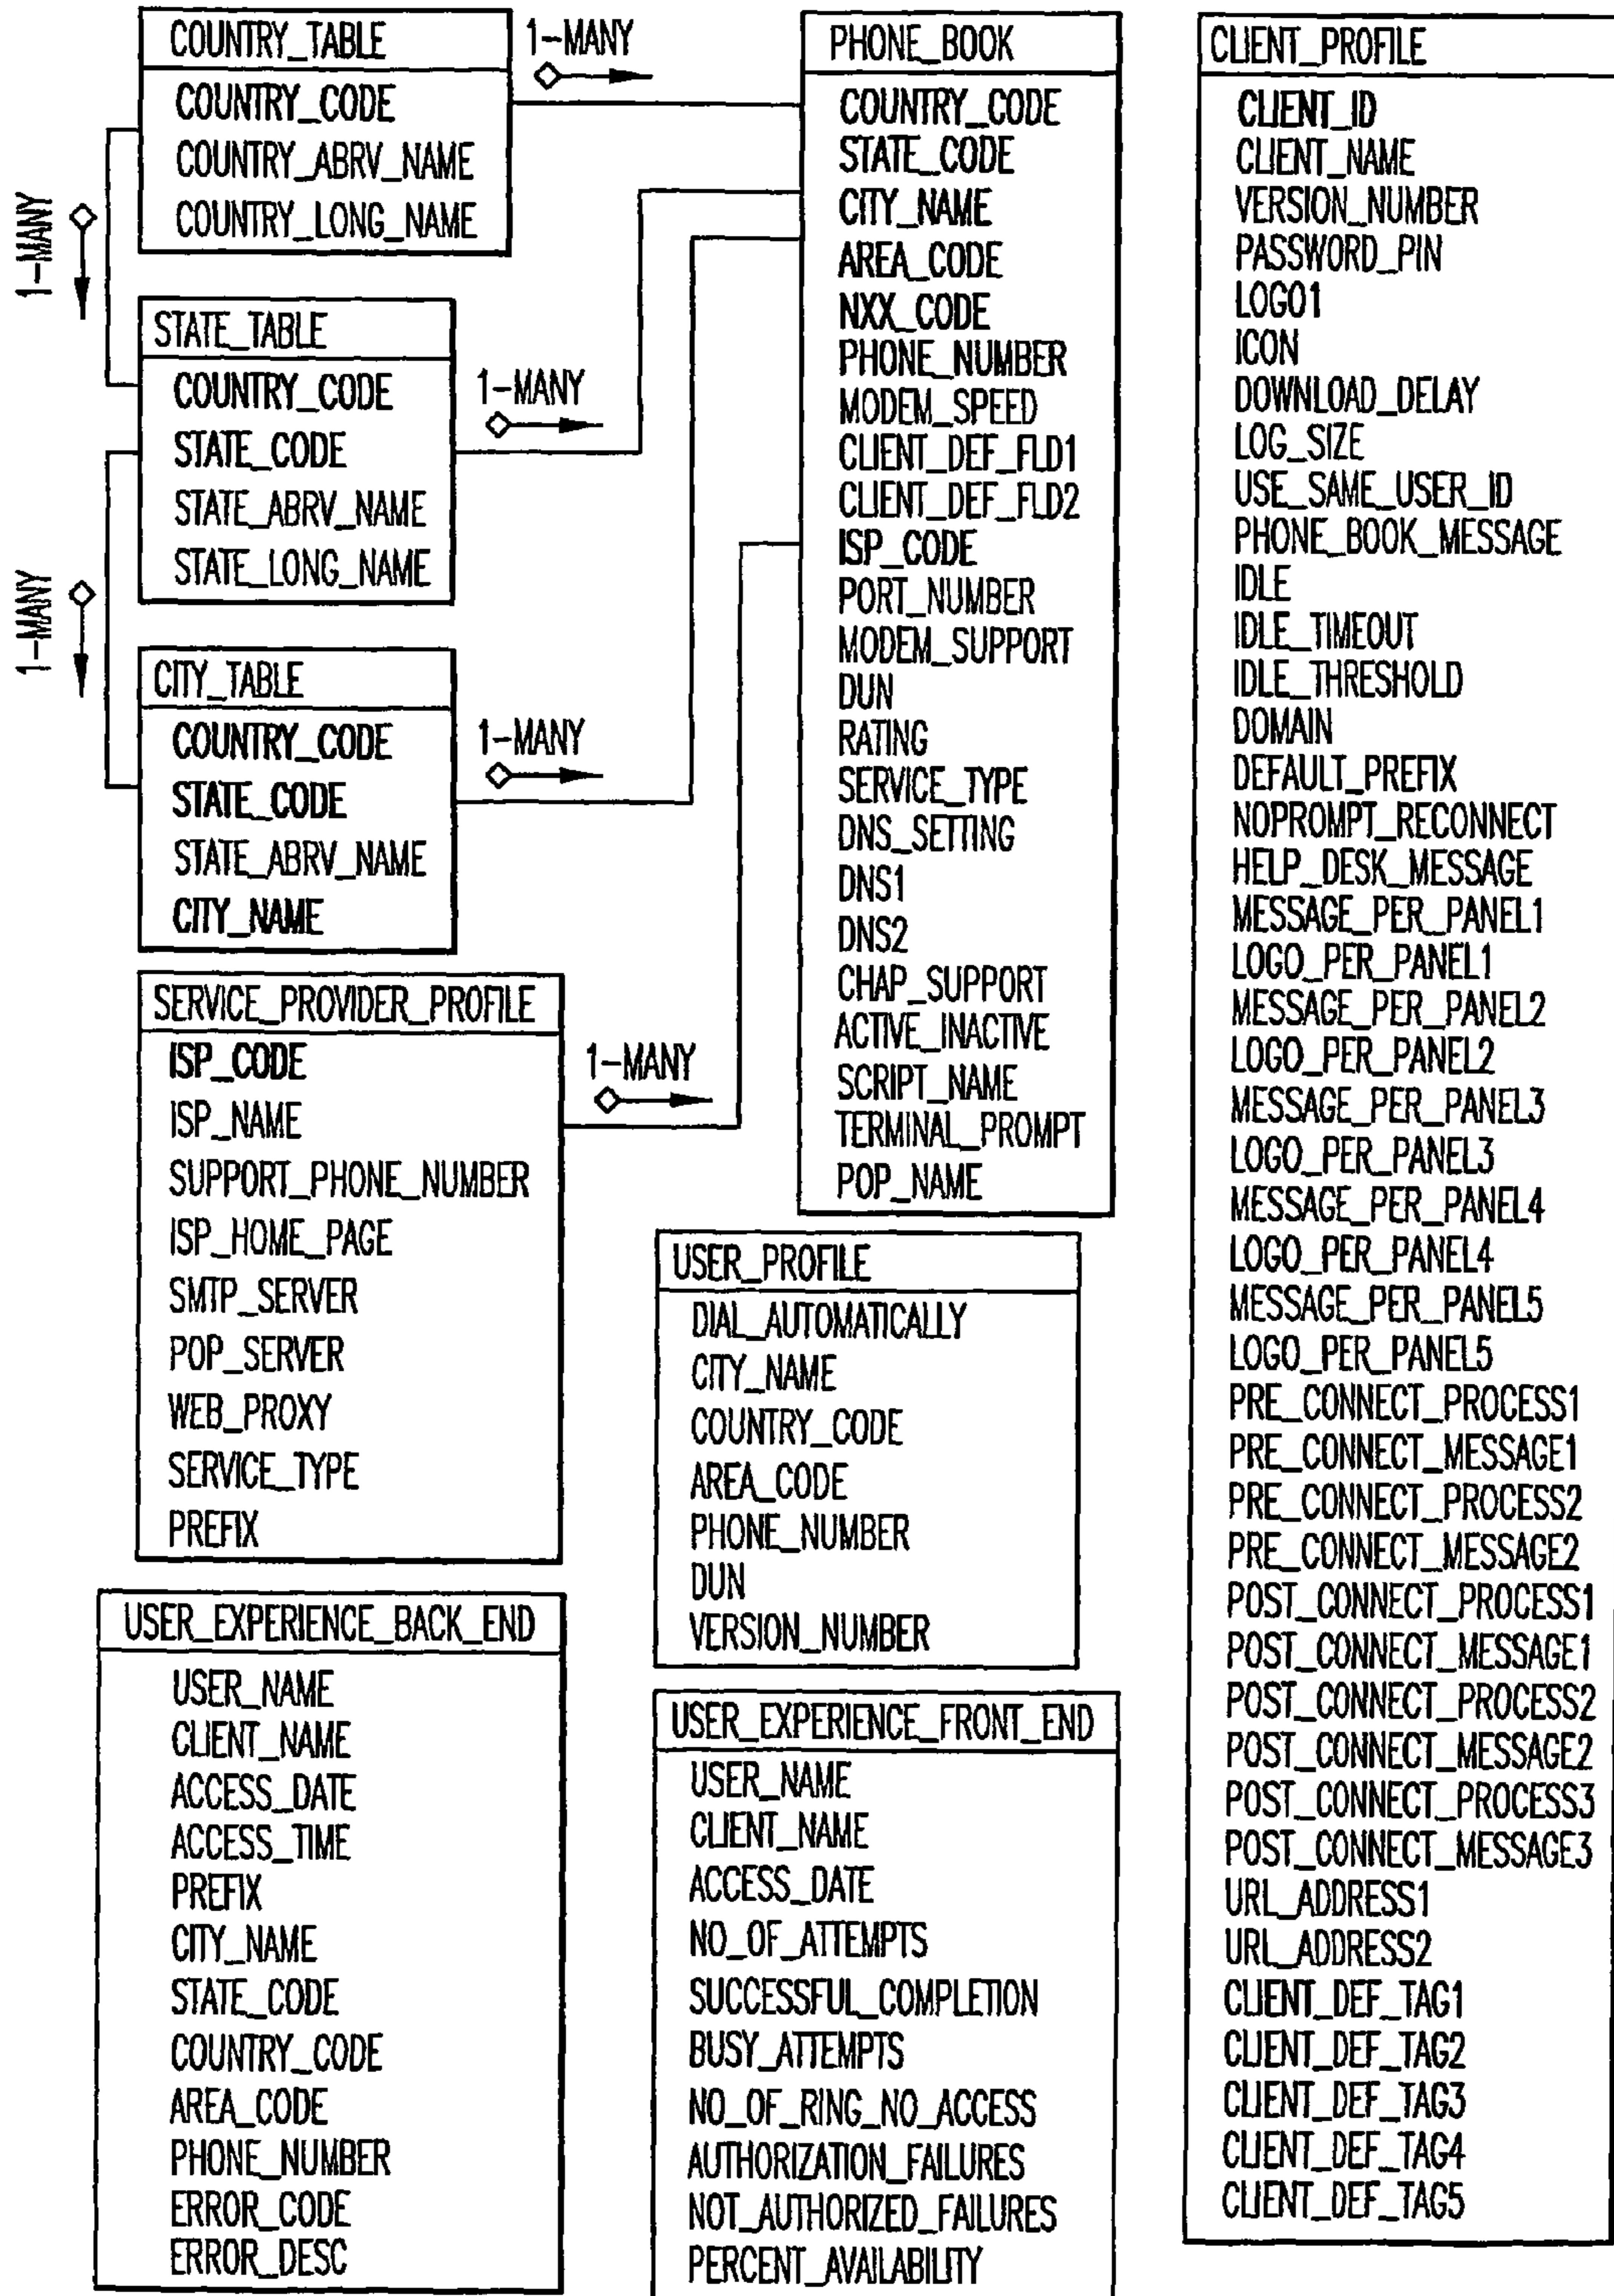 COUNTRY_TABLE
COUNTRY_CODE
COUNTRY_ABRV_NAME
COUNTRY_LONG_NAME
1-MANY
1-MANY
STATE_TABLE
COUNTRY_CODE
STATE_CODE
STATE_ABRV_NAME
STATE_LONG_NAME
1-MANY
1-MANY
CITY_TABLE
COUNTRY_CODE
STATE_CODE
STATE_ABRV_NAME
CITY_NAME
1-MANY
SERVICE_PROVIDER_PROFILE
ISP_CODE
ISP_NAME
SUPPORT_PHONE_NUMBER
ISP_HOME_PAGE
SMTP_SERVER
POP_SERVER
WEB_PROXY
SERVICE_TYPE
PREFIX
1-MANY
USER_EXPERIENCE_BACK_END
USER_NAME
CLIENT_NAME
ACCESS_DATE
ACCESS_TIME
PREFIX
CITY_NAME
STATE_CODE
COUNTRY_CODE
AREA_CODE
PHONE_NUMBER
ERROR_CODE
ERROR_DESC
PHONE_BOOK
COUNTRY_CODE
STATE_CODE
CITY_NAME
AREA_CODE
NXX_CODE
PHONE_NUMBER
MODEM_SPEED
CLIENT_DEF_FLD1
CLIENT_DEF_FLD2
ISP_CODE
PORT_NUMBER
MODEM_SUPPORT
DUN
RATING
SERVICE_TYPE
DNS_SETTING
DNS1
DNS2
CHAP_SUPPORT
ACTIVE_INACTIVE
SCRIPT_NAME
TERMINAL_PROMPT
POP_NAME
USER_PROFILE
DIAL_AUTOMATICALLY
CITY_NAME
COUNTRY_CODE
AREA_CODE
PHONE_NUMBER
DUN
VERSION_NUMBER
USER_EXPERIENCE_FRONT_END
USER_NAME
CLIENT_NAME
ACCESS_DATE
NO_OF_ATTEMPTS
SUCCESSFUL_COMPLETION
BUSY_ATTEMPTS
NO_OF_RING_NO_ACCESS
AUTHORIZATION_FAILURES
NOT_AUTHORIZED_FAILURES
PERCENT_AVAILABILITY
CLIENT_PROFILE
CLIENT_ID
CLIENT_NAME
VERSION_NUMBER
PASSWORD_PIN
LOGO1
ICON
DOWNLOAD_DELAY
LOG_SIZE
USE_SAME_USER_ID
PHONE_BOOK_MESSAGE
IDLE
IDLE_TIMEOUT
IDLE_THRESHOLD
DOMAIN
DEFAULT_PREFIX
NOPROMPT_RECONNECT
HELP_DESK_MESSAGE
MESSAGE_PER_PANEL1
LOGO_PER_PANEL1
MESSAGE_PER_PANEL2
LOGO_PER_PANEL2
MESSAGE_PER_PANEL3
LOGO_PER_PANEL3
MESSAGE_PER_PANEL4
LOGO_PER_PANEL4
MESSAGE_PER_PANEL5
LOGO_PER_PANEL5
PRE_CONNECT_PROCESS1
PRE_CONNECT_MESSAGE1
PRE_CONNECT_PROCESS2
PRE_CONNECT_MESSAGE2
POST_CONNECT_PROCESS1
POST_CONNECT_MESSAGE1
POST_CONNECT_PROCESS2
POST_CONNECT_MESSAGE2
POST_CONNECT_PROCESS3
POST_CONNECT_MESSAGE3
URL_ADDRESS1
URL_ADDRESS2
CLIENT_DEF_TAG1
CLIENT_DEF_TAG2
CLIENT_DEF_TAG3
CLIENT_DEF_TAG4
CLIENT_DEF_TAG5